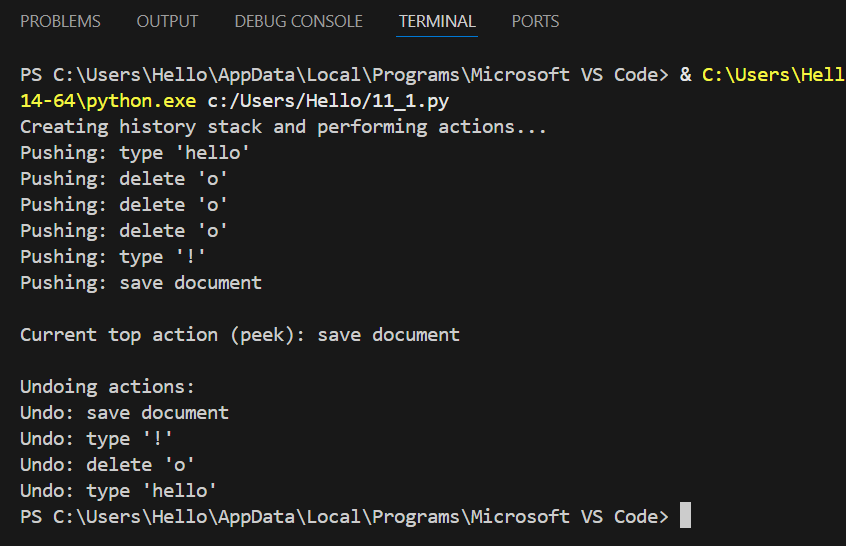 PROBLEMS OUTPUT DEBUG CONSOLE TERMINAL PORTS
PS C:\Users\Hello\AppData\Local\Programs\Microsoft VS Code> & C:\Users\Hell
14-64\python.exe c:/Users/Hello/11_1.py
Creating history stack and performing actions...
Pushing: type 'hello'
Pushing: delete 'o'
Pushing: delete 'o'
Pushing: delete 'o'
Pushing: type '!'
Pushing: save document
Current top action (peek): save document
Undoing actions:
Undo: save document
Undo: type '!'
Undo: delete 'o'
Undo: type 'hello'
PS C:\Users\Hello\AppData\Local\Programs\Microsoft VS Code>